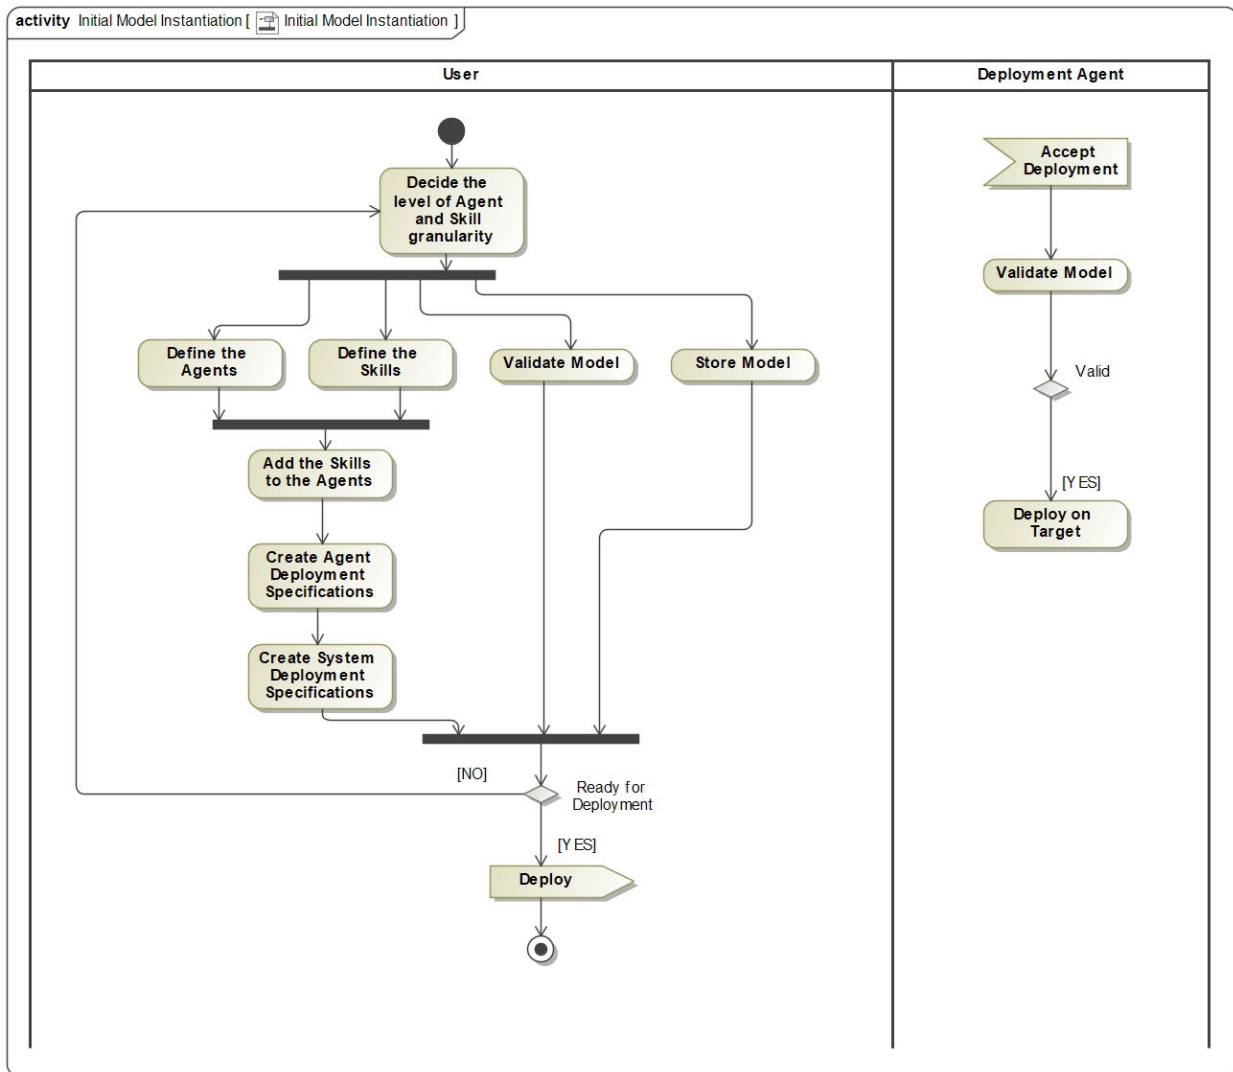 activity Initial Model Instantiation [ Initial Model Instantiation ]
User
Deployment Agent
Decide the
level of Agent
and Skill
granularity
Accept
Deployment
Validate Model
Define the
Agents
Define the
Skills
Validate Model
Store Model
Valid
Add the Skills
to the Agents
[YES]
Deploy on
Target
Create Agent
Deployment
Specifications
Create System
Deployment
Specifications
[NO]
Ready for
Deployment
[YES]
Deploy